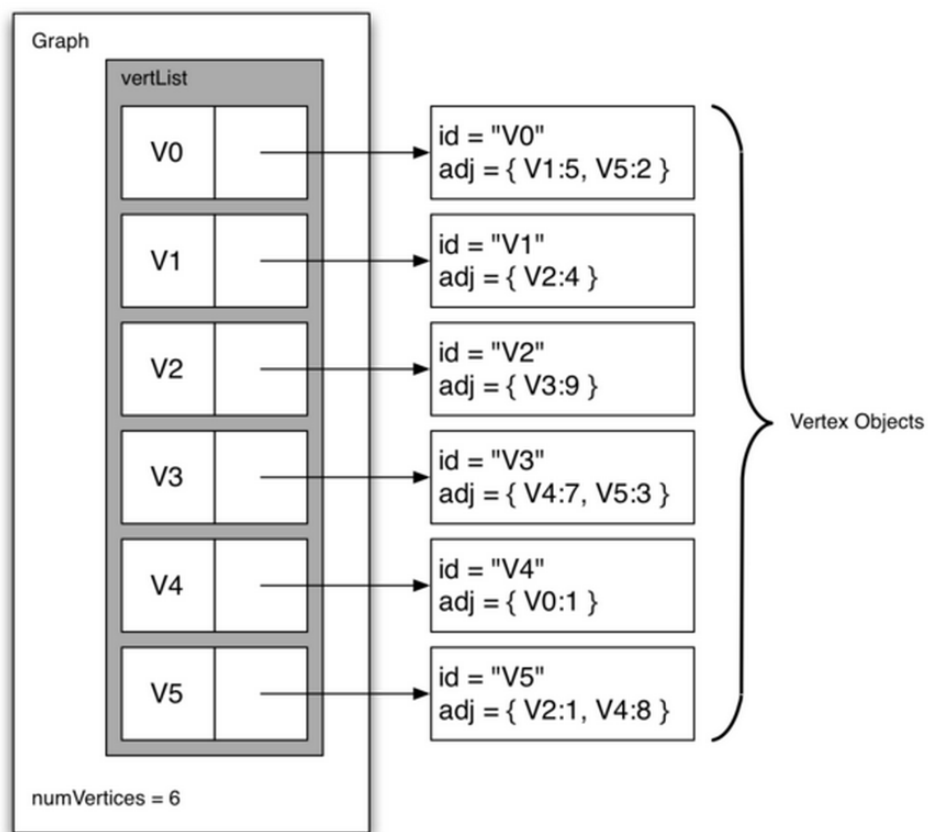 Graph
vertList
V0
id = "V0"
adj = { V1:5, V5:2 }
V1
id = "V1"
adj = { V2:4 }
V2
id = "V2"
adj = { V3:9 }
V3
id = "V3"
adj = { V4:7, V5:3 }
V4
id = "V4"
adj = { V0:1 }
V5
id = "V5"
adj = { V2:1, V4:8 }
Vertex Objects
numVertices = 6